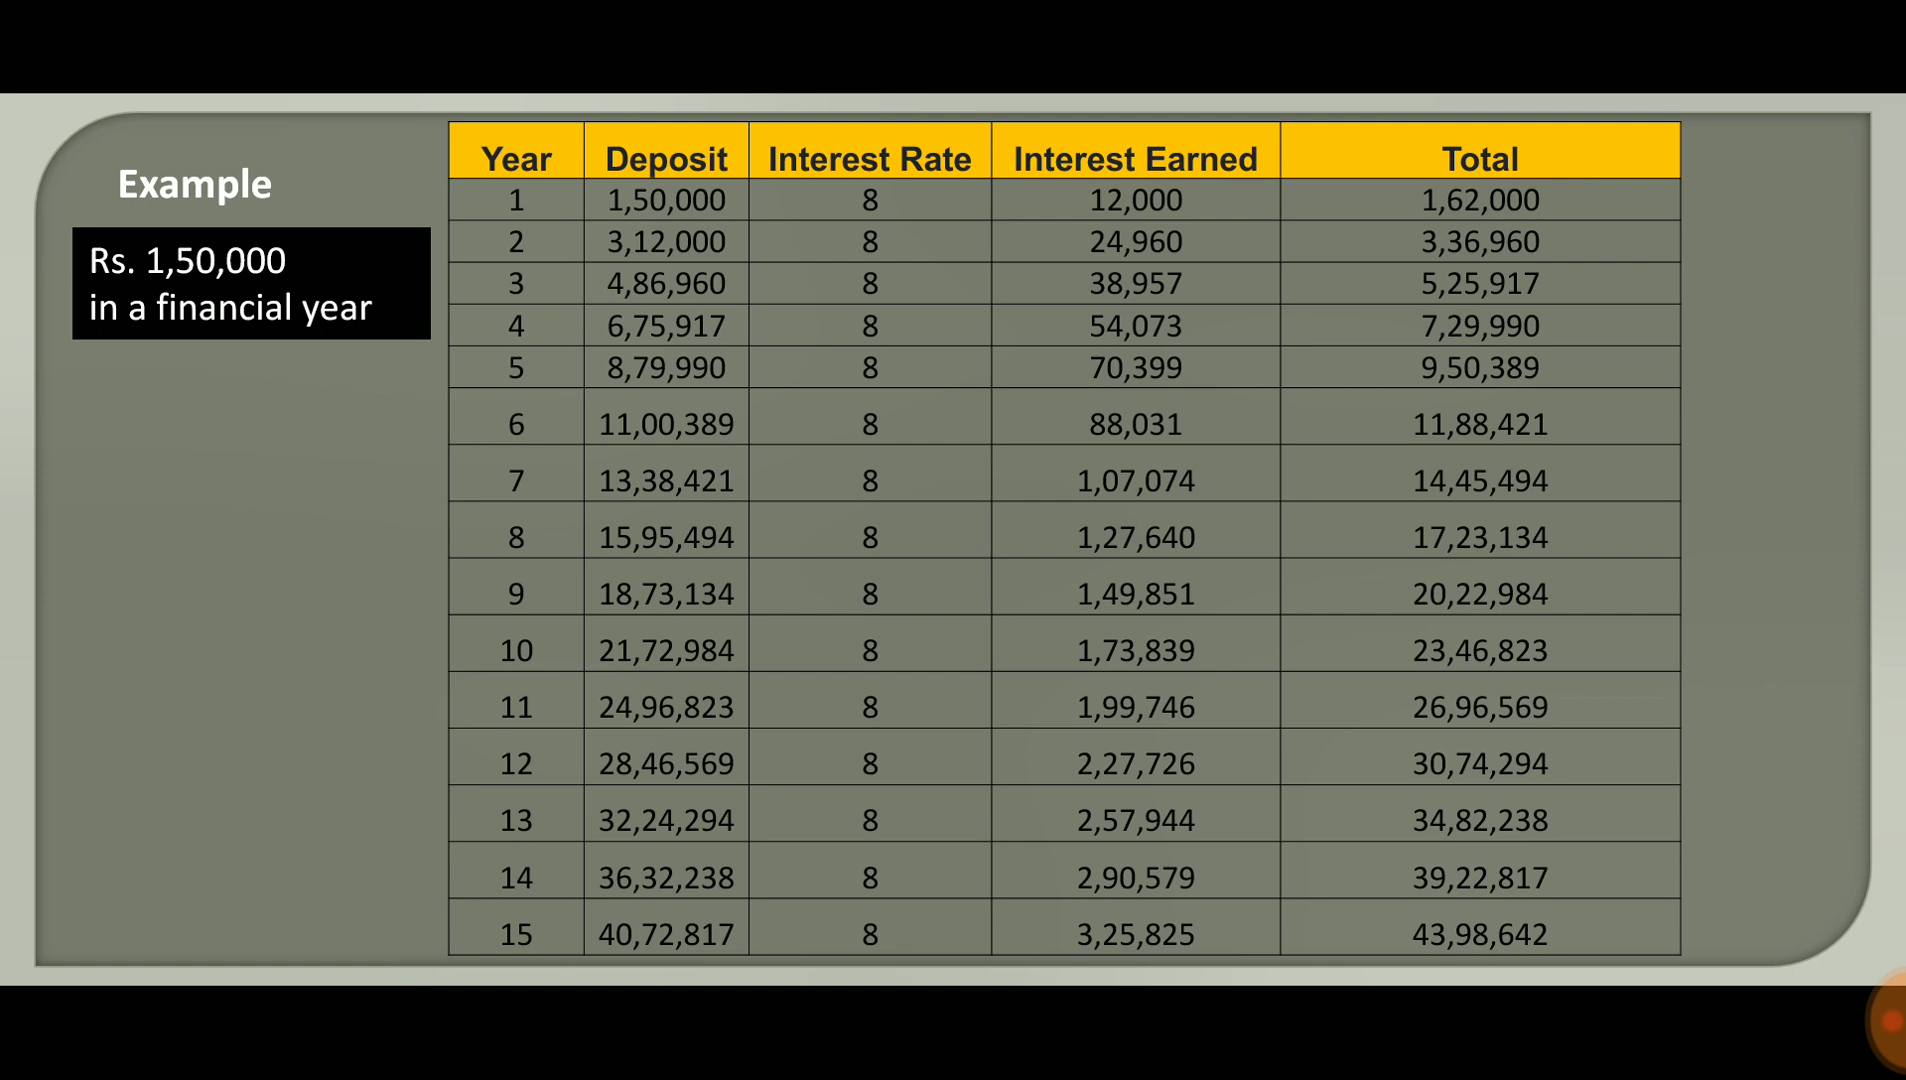 Example
Rs. 1,50,000
in a financial year
Year Deposit Interest Rate Interest Earned Total
1 1,50,000 8 12,000 1,62,000
2 3,12,000 8 24,960 3,36,960
3 4,86,960 8 38,957 5,25,917
4 6,75,917 8 54,073 7,29,990
5 8,79,990 8 70,399 9,50,389
6 11,00,389 8 88,031 11,88,421
7 13,38,421 8 1,07,074 14,45,494
8 15,95,494 8 1,27,640 17,23,134
9 18,73,134 8 1,49,851 20,22,984
10 21,72,984 8 1,73,839 23,46,823
11 24,96,823 8 1,99,746 26,96,569
12 28,46,569 8 2,27,726 30,74,294
13 32,24,294 8 2,57,944 34,82,238
14 36,32,238 8 2,90,579 39,22,817
15 40,72,817 8 3,25,825 43,98,642